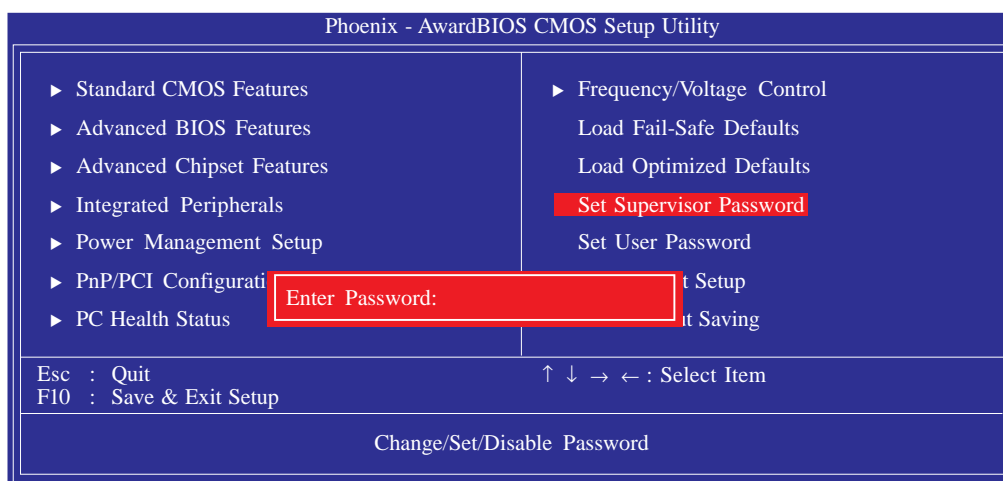 Phoenix - AwardBIOS CMOS Setup Utility
► Standard CMOS Features
► Advanced BIOS Features
► Advanced Chipset Features
► Integrated Peripherals
► Power Management Setup
► PnP/PCI Configurati
► PC Health Status
► Frequency/Voltage Control
Load Fail-Safe Defaults
Load Optimized Defaults
Set Supervisor Password
Set User Password
t Setup
ut Saving
Enter Password:
Esc : Quit
F10 : Save & Exit Setup
↑ ↓ → ← : Select Item
Change/Set/Disable Password